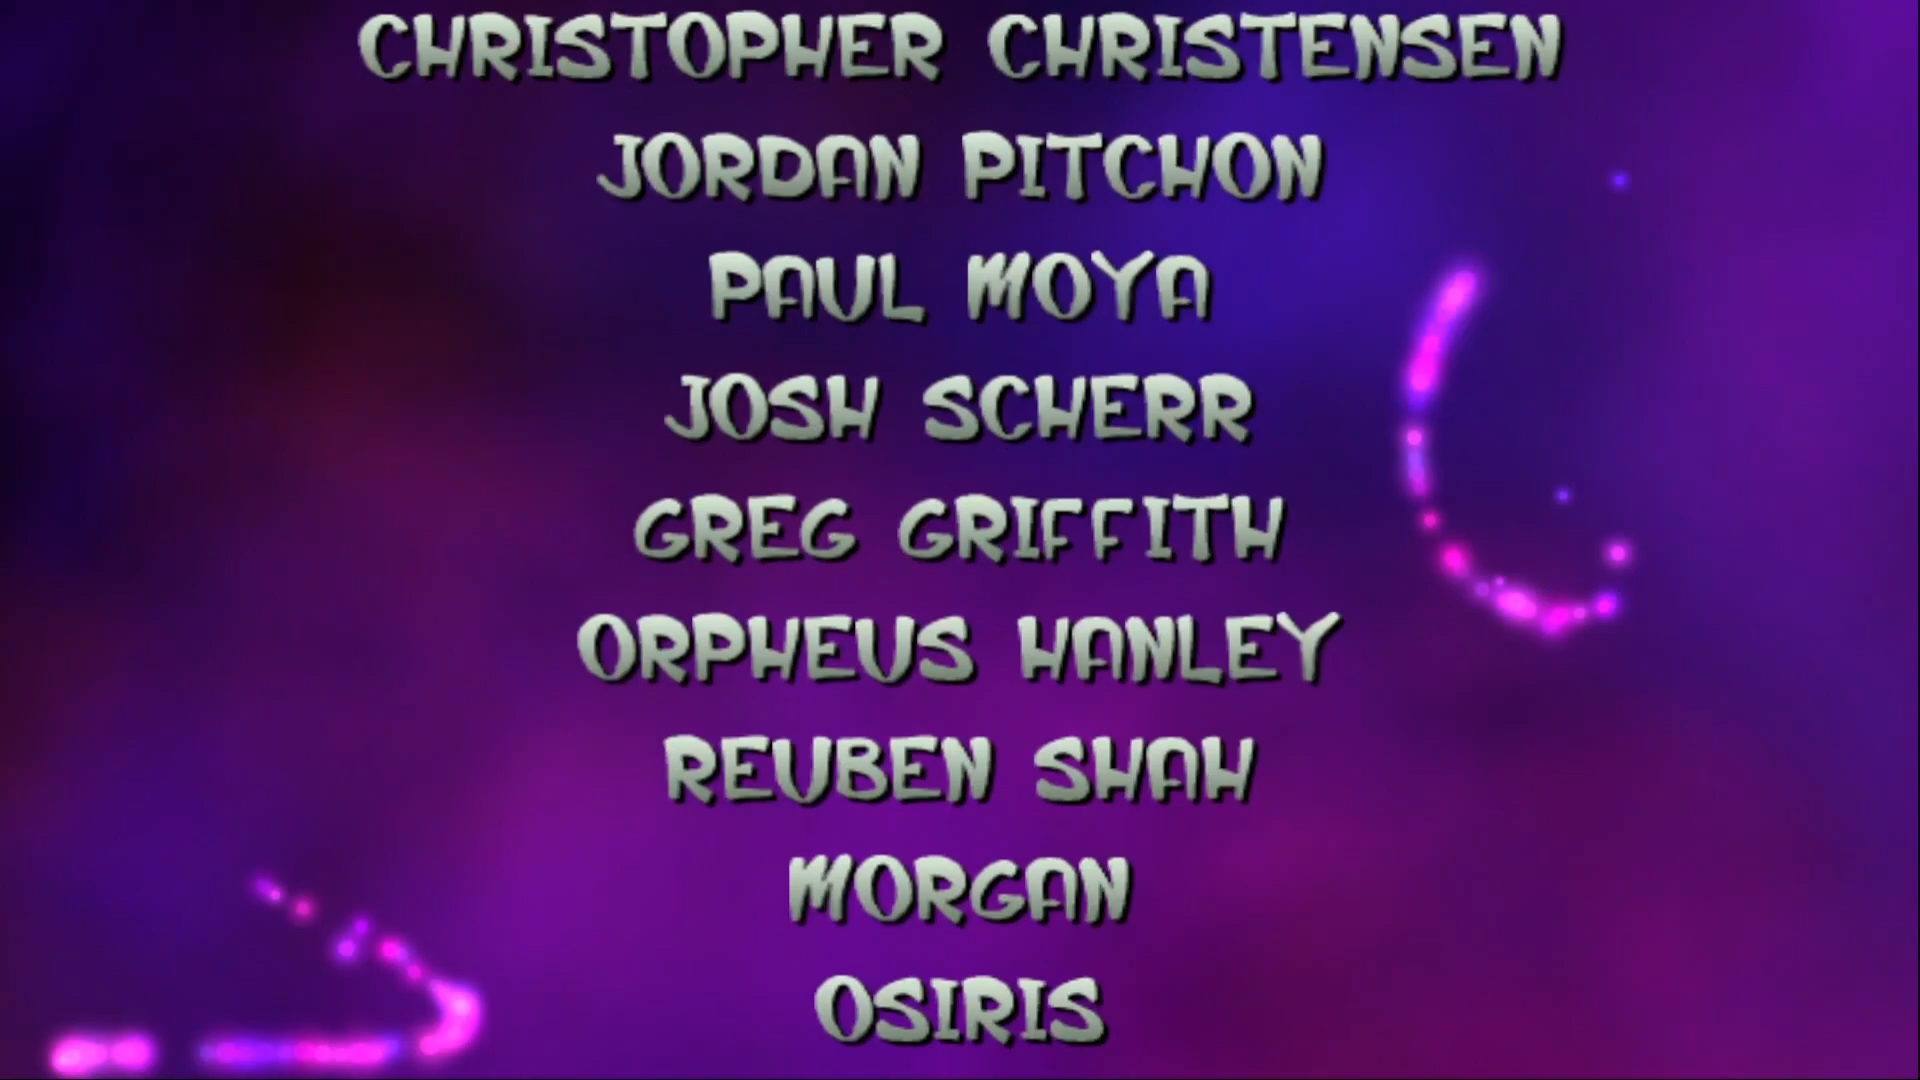 CHRISTOPHER CHRISTENSEN
JORDAN PITCHON
PAUL MOYA
JOSH SCHERR
GREG GRIFFITH
ORPHEUS HANLEY
REUBEN SHAH
MORGAN
OSIRIS